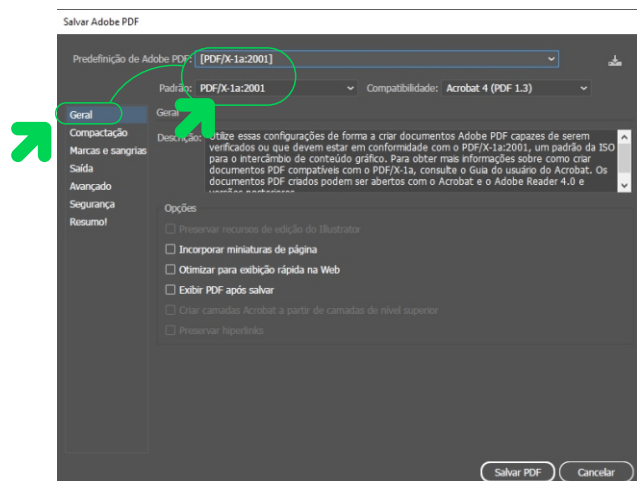 Salvar Adobe PDF
Predefinição de Adobe PDF: [PDF/X-1a:2001]
Padrão: PDF/X-1a:2001 Compatibilidade: Acrobat 4 (PDF 1.3)
Geral
Compactação
Marcas e sangrias
Saída
Avançado
Segurança
Resumo!
Geral
Descrição: Utilize essas configurações de forma a criar documentos Adobe PDF capazes de serem
verificados ou que devem estar em conformidade com o PDF/X-1a:2001, um padrão da ISO
para o intercâmbio de conteúdo gráfico. Para obter mais informações sobre como criar
documentos PDF compatíveis com o PDF/X-1a, consulte o Guia do usuário do Acrobat. Os
documentos PDF criados podem ser abertos com o Acrobat e o Adobe Reader 4.0 e
Opções
Preservar recursos de edição do Illustrator
Incorporar miniaturas de página
Otimizar para exibição rápida na Web
Exibir PDF após salvar
Criar camadas Acrobat a partir de camadas de nível superior
Preservar hiperlinks
Salvar PDF Cancelar